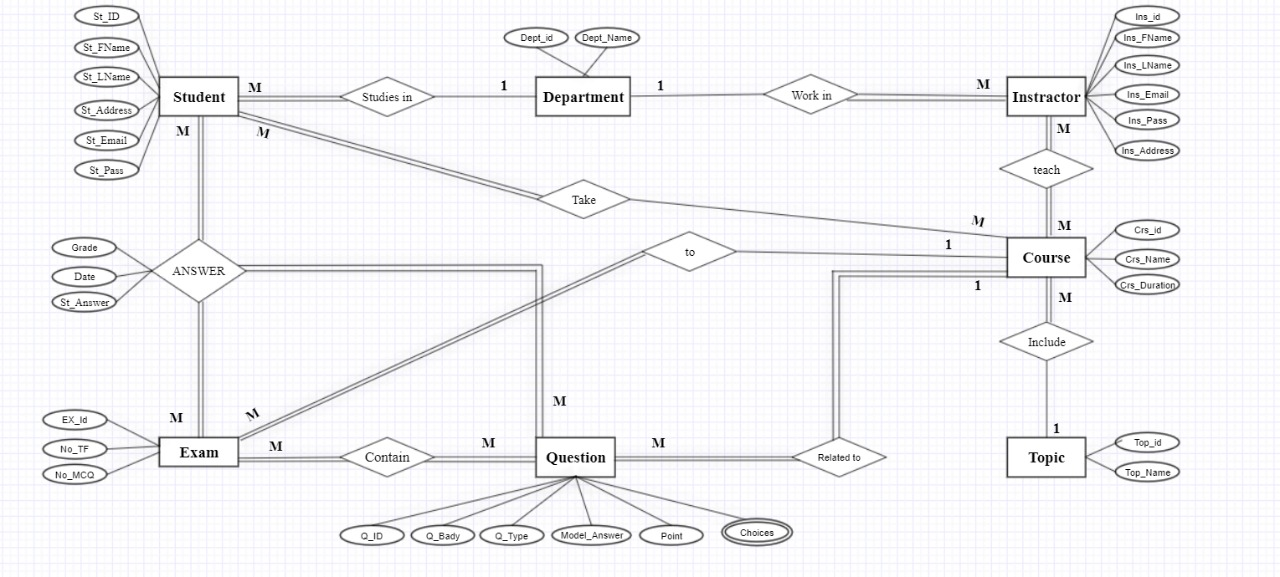 St_ID
St_FName
St_LName
St_Address
St_Email
St_Pass
Student
M
Studies in
1
Dept_id
Dept_Name
Department
1
Work in
M
Instractor
Ins_id
Ins_FName
Ins_LName
Ins_Email
Ins_Pass
Ins_Address
M
M
M
teach
Take
M
M
Grade
Date
St_Answer
ANSWER
to
1
Course
Crs_id
Crs_Name
Crs_Duration
1
M
Include
M
M
M
EX_Id
No_TF
No_MCQ
Exam
M
Contain
M
Question
M
Related to
1
Topic
Top_id
Top_Name
Q_ID
Q_Bady
Q_Type
Model_Answer
Point
Choices